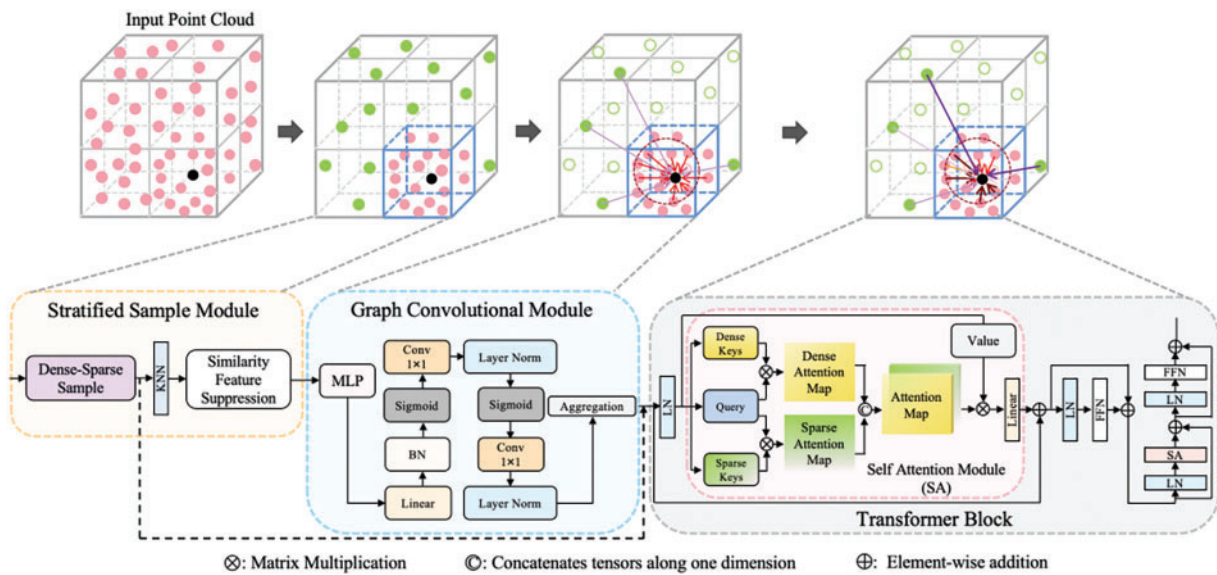 Input Point Cloud
Stratified Sample Module
Dense-Sparse
Sample
KNN
Similarity
Feature
Suppression
Graph Convolutional Module
MLP
Conv
1×1
Sigmoid
BN
Linear
Layer Norm
Sigmoid
Conv
1×1
Layer Norm
Aggregation
LN
Dense
Keys
Query
Sparse
Keys
Dense
Attention
Map
Sparse
Attention
Map
©
Attention
Map
Value
Linear
Self Attention Module
(SA)
LN
FFN
FFN
LN
SA
LN
Transformer Block
⊗: Matrix Multiplication
©: Concatenates tensors along one dimension
⊕: Element-wise addition